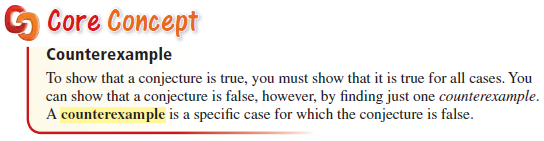 Core Concept
Counterexample
To show that a conjecture is true, you must show that it is true for all cases. You
can show that a conjecture is false, however, by finding just one counterexample.
A counterexample is a specific case for which the conjecture is false.